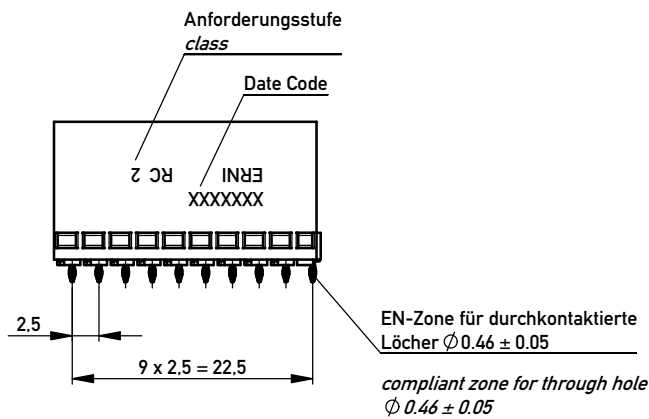 Anforderungsstufe
class
Date Code
RC 2
ERNI
XXXXXXX
2,5
9 x 2,5 = 22,5
EN-Zone für durchkontaktierte
Löcher ∅ 0.46 ± 0.05
compliant zone for through hole
∅ 0.46 ± 0.05